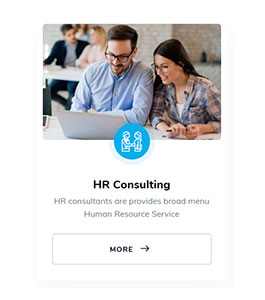 HR Consulting
HR consultants are provides broad menu
Human Resource Service
MORE →